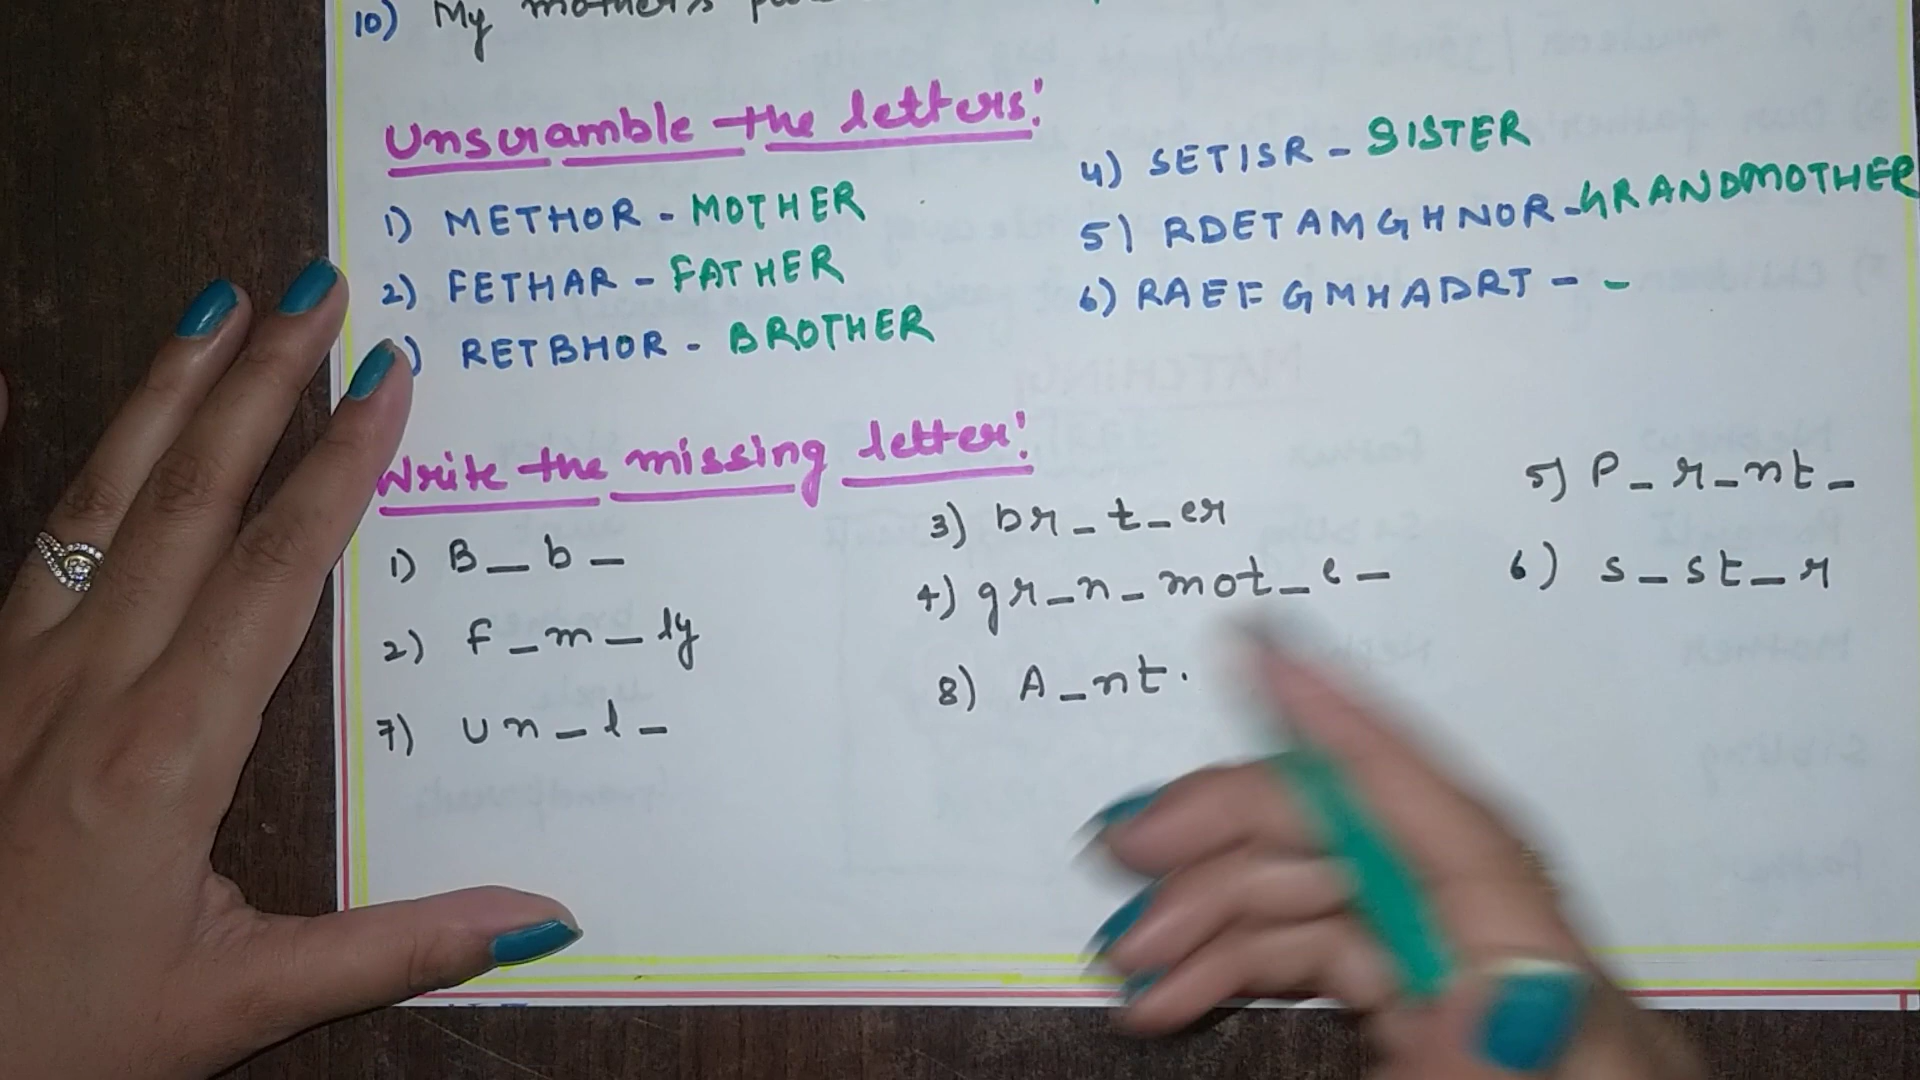 10) My mother's
Unscramble the letters:
1) METHOR - MOTHER
2) FETHAR - FATHER
) RETBHOR - BROTHER
4) SETISR - SISTER
5) RDETAMGHNOR - GRANDMOTHER
6) RAEFGMHADRT - -
Write the missing letter:
1) B_b_
2) F_m_ly
7) Un_l_
3) br_t_er
4) gr_n_mot_e_
8) A_nt.
5) P_r_nt_
6) s_st_r